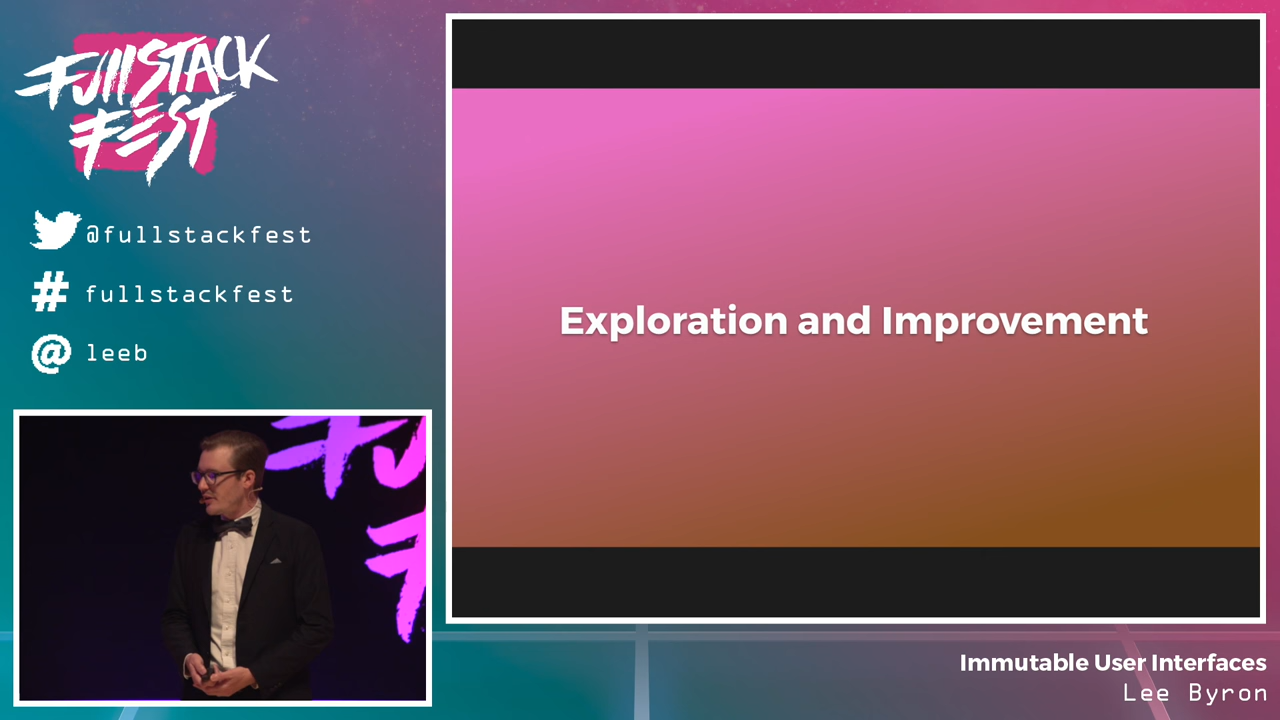 FullSTACK
FEST
@fullstackfest
# fullstackfest
@ leeb
Exploration and Improvement
Immutable User Interfaces
Lee Byron